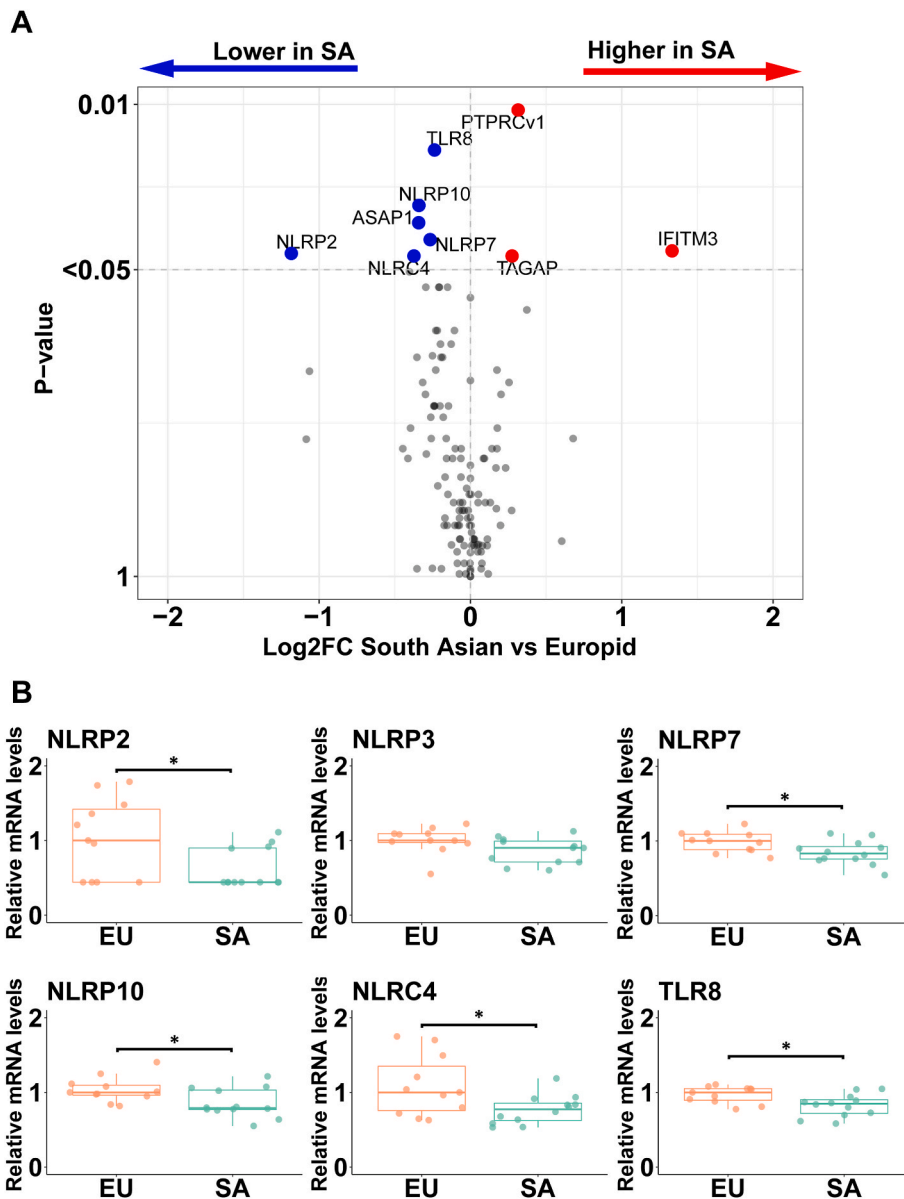 A
Lower in SA
Higher in SA
0.01
PTPRCv1
TLR8
NLRP10
ASAP1
NLRP2
NLRP7
IFITM3
NLRC4
TAGAP
<0.05
P-value
1
−2
−1
0
1
2
Log2FC South Asian vs Europid
B
NLRP2
NLRP3
NLRP7
Relative mRNA levels
2
1
0
*
EU
SA
Relative mRNA levels
2
1
0
EU
SA
Relative mRNA levels
2
1
0
*
EU
SA
NLRP10
NLRC4
TLR8
Relative mRNA levels
2
1
0
*
EU
SA
Relative mRNA levels
2
1
0
*
EU
SA
Relative mRNA levels
2
1
0
*
EU
SA